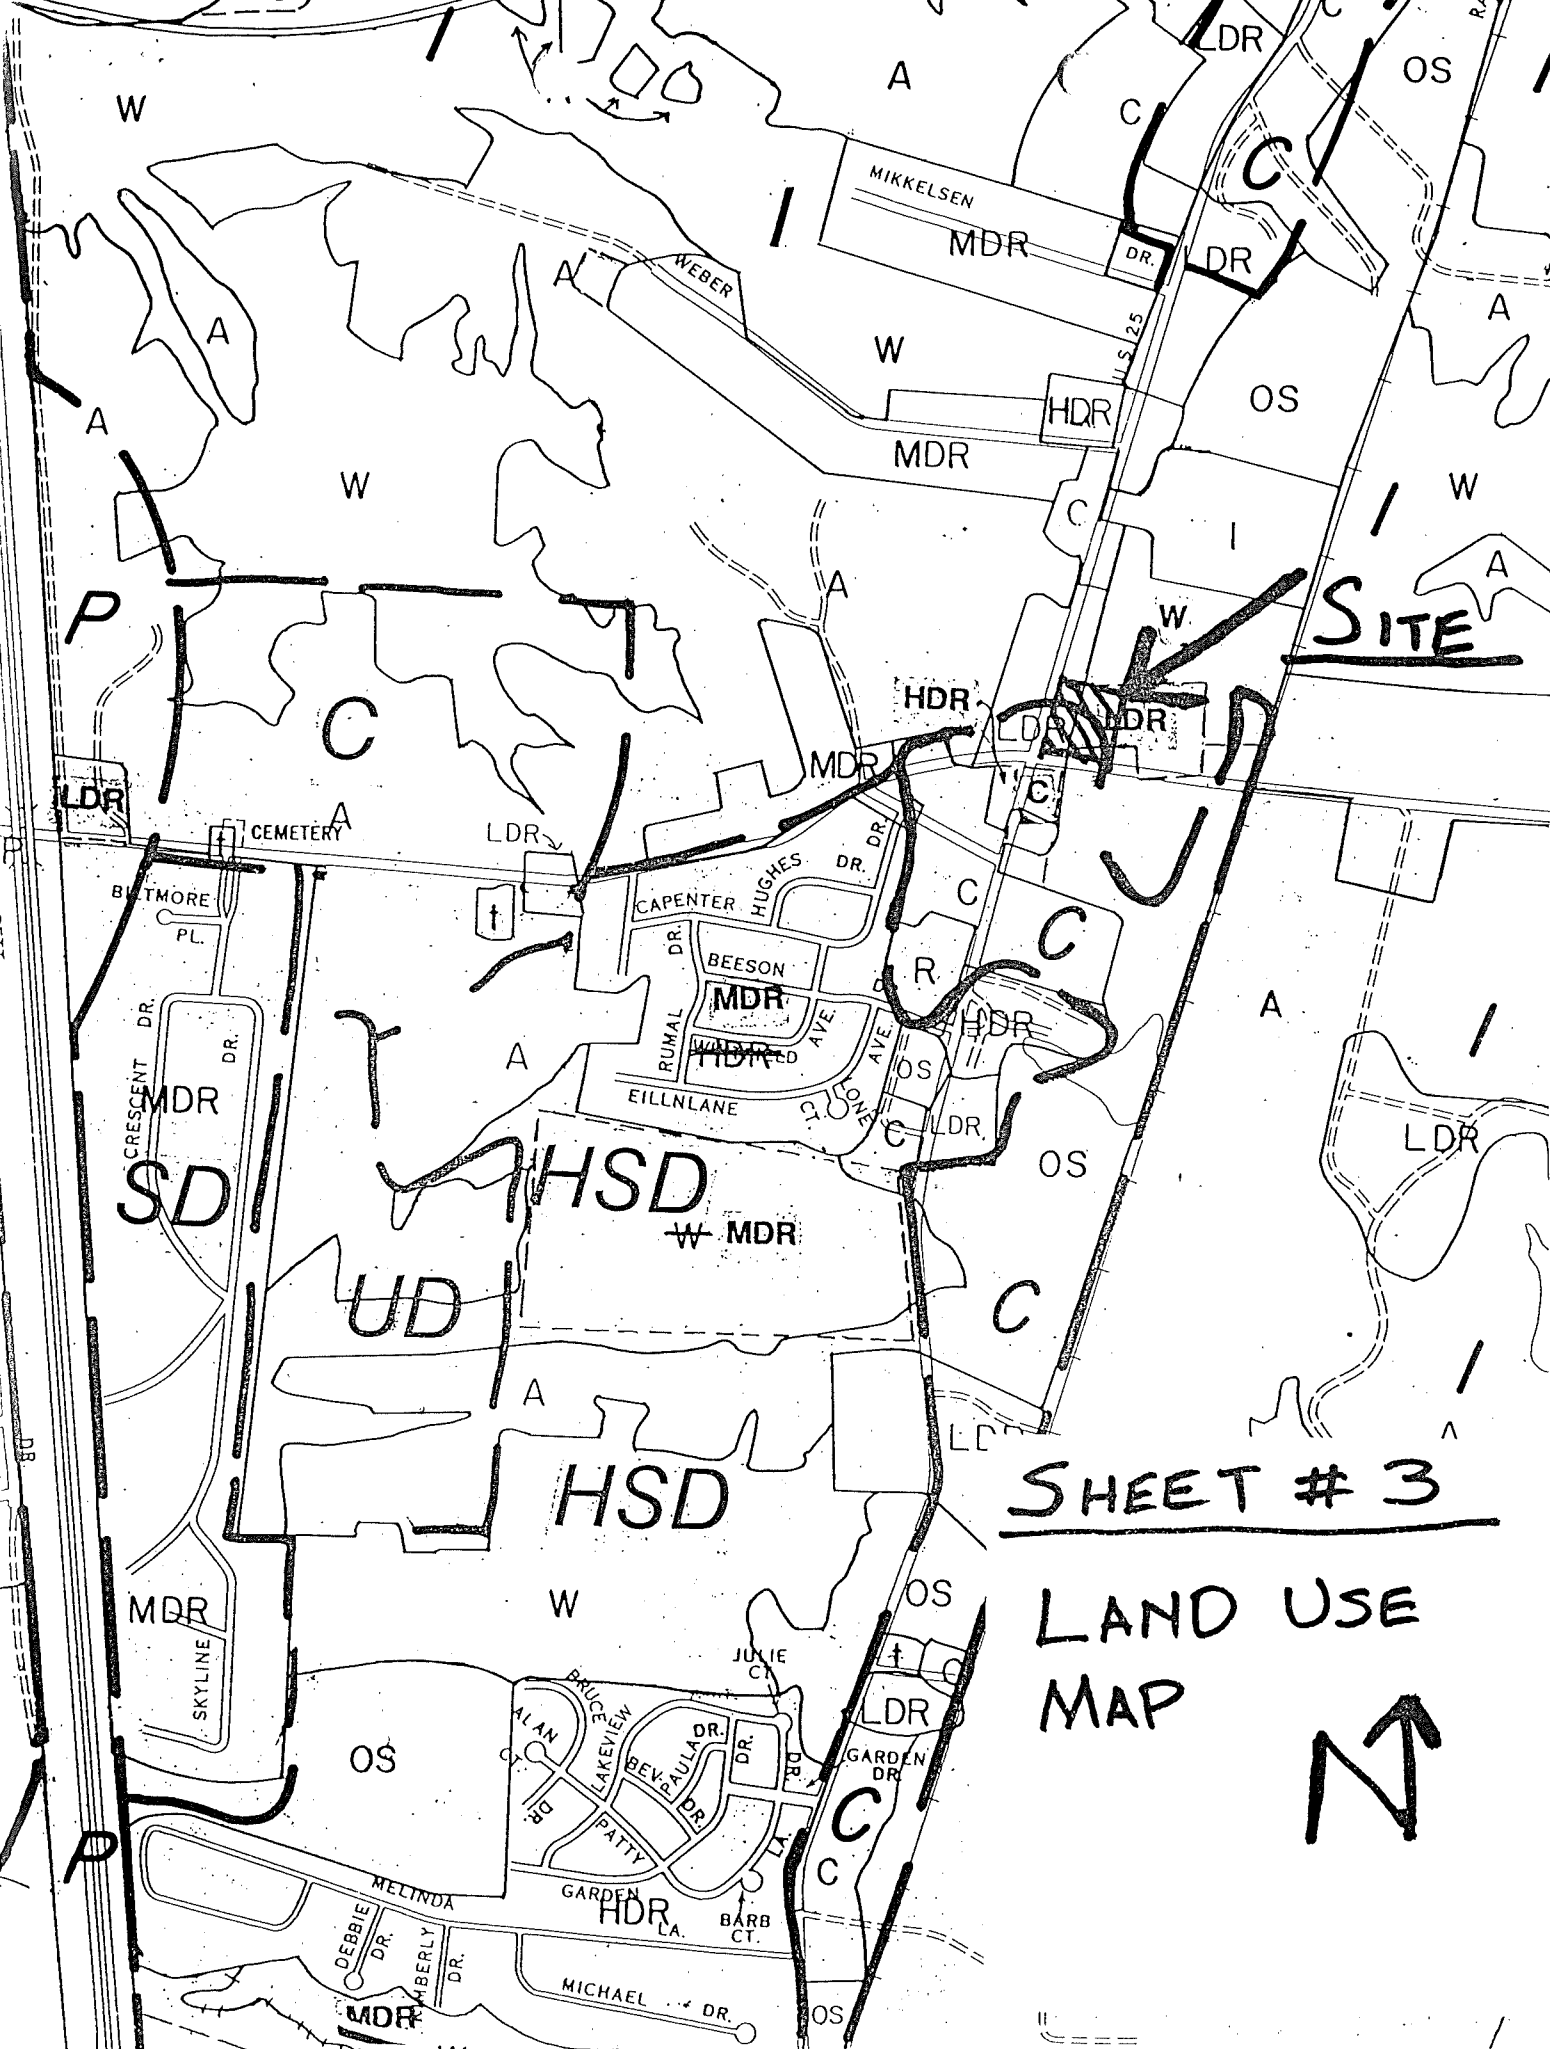 LDR
C
OS
A
W
C
C
MIKKELSEN
MDR
DR.
DR
I
WEBER
A
A
U.S. 25
A
W
OS
HDR
A
MDR
W
W
C
I
A
A
P
W
SITE
C
HDR
LDR
LDR
MDR
LDR
C
A
CEMETERY
LDR
BILTMORE
PL.
HUGHES
DR.
DR.
CAPENTER
C
C
DR.
BEESON
R
MDR
A
DR.
HDR
CRESCENT
DR.
RUMAL
AVE.
AVE.
HDR
A
OS
EILLNLANE
LONE
CT.
MDR
C
LDR
LDR
SD
HSD
OS
W MDR
UD
C
A
HSD
SHEET # 3
W
OS
LAND USE
MAP
MDR
SKYLINE
JULIE
CT.
C
LDR
BRUCE
ALAN
CT.
LAKEVIEW
DR.
DR.
DR.
GARDEN
DR.
OS
BEV.
PAULA
DR.
C
DR.
PATTY
LA.
N
P
C
MELINDA
GARDEN
HDR
LA.
BARB
CT.
DEBBIE
DR.
DR.
MICHAEL DR.
MDR
OS